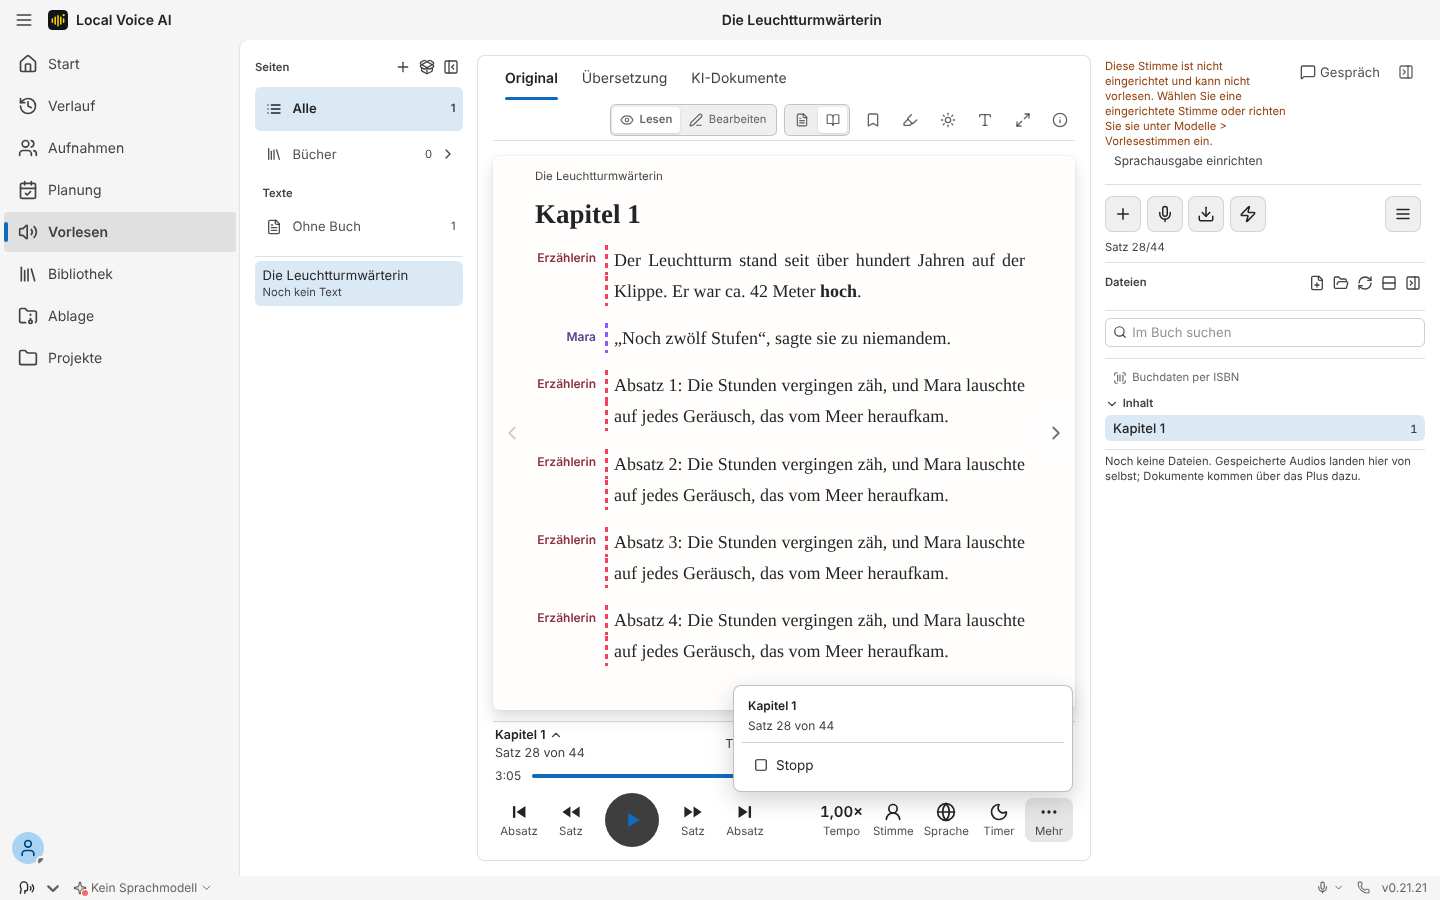 Local Voice AI
Die Leuchtturmwärterin
Start
Verlauf
Aufnahmen
Planung
Vorlesen
Bibliothek
Ablage
Projekte
Seiten
Alle 1
Bücher 0
Texte
Ohne Buch 1
Die Leuchtturmwärterin
Noch kein Text
Original Übersetzung KI-Dokumente
Lesen Bearbeiten
Die Leuchtturmwärterin
Kapitel 1
Erzählerin Der Leuchtturm stand seit über hundert Jahren auf der
Klippe. Er war ca. 42 Meter hoch.
Mara „Noch zwölf Stufen“, sagte sie zu niemandem.
Erzählerin Absatz 1: Die Stunden vergingen zäh, und Mara lauschte
auf jedes Geräusch, das vom Meer heraufkam.
Erzählerin Absatz 2: Die Stunden vergingen zäh, und Mara lauschte
auf jedes Geräusch, das vom Meer heraufkam.
Erzählerin Absatz 3: Die Stunden vergingen zäh, und Mara lauschte
auf jedes Geräusch, das vom Meer heraufkam.
Erzählerin Absatz 4: Die Stunden vergingen zäh, und Mara lauschte
auf jedes Geräusch, das vom Meer heraufkam.
Kapitel 1
Satz 28 von 44
Stopp
Kapitel 1
Satz 28 von 44
3:05
Absatz Satz Satz Absatz
1,00×
Tempo Stimme Sprache Timer Mehr
Diese Stimme ist nicht
eingerichtet und kann nicht
vorlesen. Wählen Sie eine
eingerichtete Stimme oder richten
Sie sie unter Modelle >
Vorlesestimmen ein.
Gespräch
Sprachausgabe einrichten
Satz 28/44
Dateien
Im Buch suchen
Buchdaten per ISBN
Inhalt
Kapitel 1 1
Noch keine Dateien. Gespeicherte Audios landen hier von
selbst; Dokumente kommen über das Plus dazu.
Kein Sprachmodell
v0.21.21